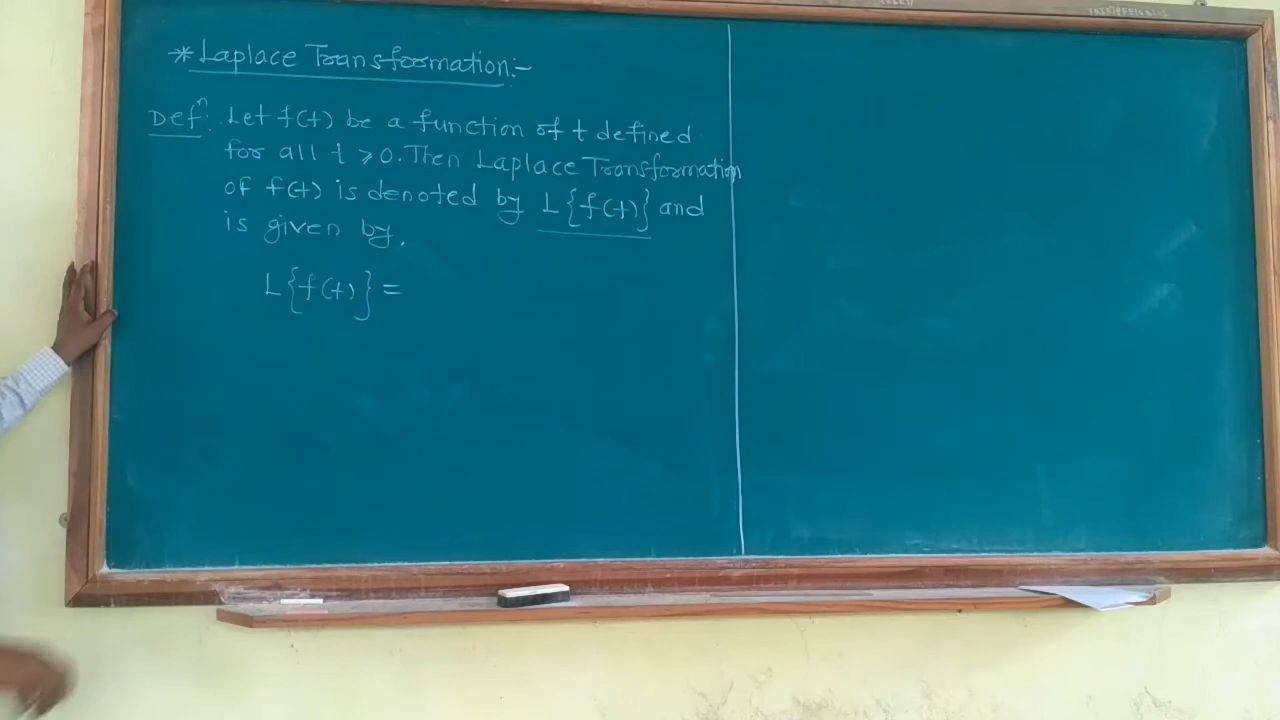 * Laplace Transformation:-
Defⁿ: Let f(t) be a function of t defined
for all t ≥ 0. Then Laplace Transformation
of f(t) is denoted by L{f(t)} and
is given by,
L{f(t)} =